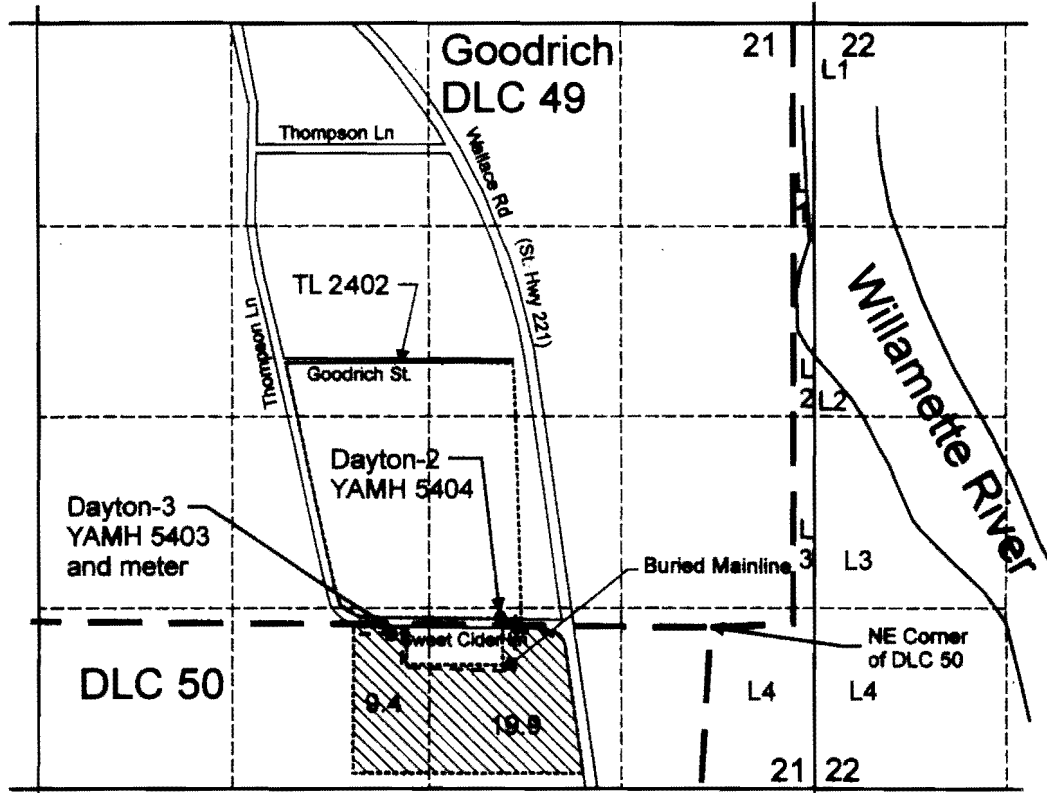 Goodrich
DLC 49
21
22
L1
Thompson Ln
Wallace Rd
(St. Hwy 221)
L
1
TL 2402
Thompson Ln
Goodrich St.
Willamette River
L
2
L2
Dayton-2
YAMH 5404
Dayton-3
YAMH 5403
and meter
Buried Mainline
L
3
L3
Sweet Cider Ln
NE Corner
of DLC 50
DLC 50
9.4
19.8
L4
L4
21
22